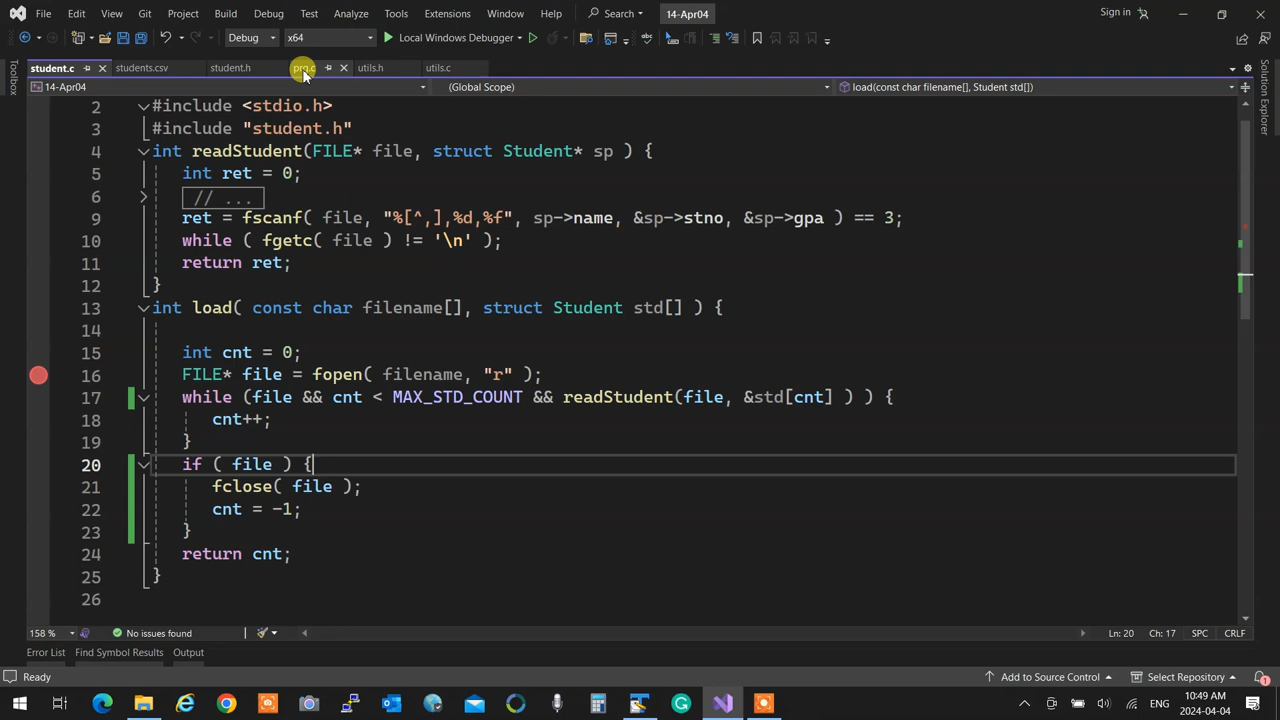 File Edit View Git Project Build Debug Test Analyze Tools Extensions Window Help Search 14-Apr04 Sign in
Debug x64 Local Windows Debugger
student.c students.csv student.h prg.c utils.h utils.c
14-Apr04 (Global Scope) load(const char filename[], Student std[])
Toolbox
Solution Explorer
2 #include <stdio.h>
3 #include "student.h"
4 int readStudent(FILE* file, struct Student* sp ) {
5 int ret = 0;
6 // ...
9 ret = fscanf( file, "%[^,],%d,%f", sp->name, &sp->stno, &sp->gpa ) == 3;
10 while ( fgetc( file ) != '\n' );
11 return ret;
12 }
13 int load( const char filename[], struct Student std[] ) {
14
15 int cnt = 0;
16 FILE* file = fopen( filename, "r" );
17 while (file && cnt < MAX_STD_COUNT && readStudent(file, &std[cnt] ) ) {
18 cnt++;
19 }
20 if ( file ) {
21 fclose( file );
22 cnt = -1;
23 }
24 return cnt;
25 }
26
158 % No issues found Ln: 20 Ch: 17 SPC CRLF
Error List Find Symbol Results Output
Ready Add to Source Control Select Repository 1
ENG 10:49 AM
2024-04-04